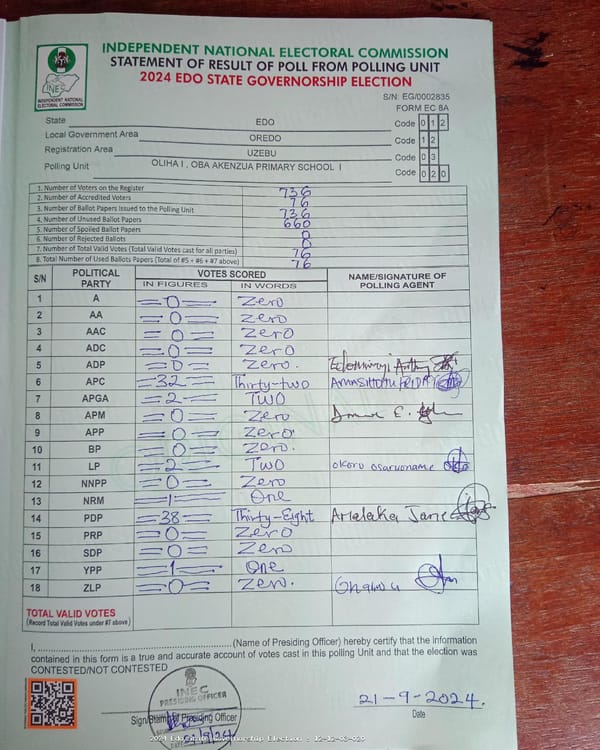 INDEPENDENT NATIONAL ELECTORAL COMMISSION
STATEMENT OF RESULT OF POLL FROM POLLING UNIT
2024 EDO STATE GOVERNORSHIP ELECTION
INEC
INDEPENDENT NATIONAL
ELECTORAL COMMISSION
S/N: EG/0002835
FORM EC 8A
State EDO Code 0 1 2
Local Government Area OREDO Code 1 2
Registration Area UZEBU Code 0 3
Polling Unit OLIHA I , OBA AKENZUA PRIMARY SCHOOL I Code 0 2 0
1. Number of Voters on the Register 736
2. Number of Accredited Voters 76
3. Number of Ballot Papers Issued to the Polling Unit 736
4. Number of Unused Ballot Papers 660
5. Number of Spoiled Ballot Papers 0
6. Number of Rejected Ballots 0
7. Number of Total Valid Votes (Total Valid Votes cast for all parties) 76
8. Total Number of Used Ballots Papers (Total of #5 + #6 + #7 above) 76
S/N POLITICAL PARTY VOTES SCORED NAME/SIGNATURE OF POLLING AGENT
IN FIGURES IN WORDS
1 A =0= Zero
2 AA =0= Zero
3 AAC =0= Zero
4 ADC =0= Zero
5 ADP =0= Zero.
6 APC =32= Thirty-two
7 APGA =2= TWO
8 APM =0= Zero
9 APP =0= Zero
10 BP =0= Zero.
11 LP =2= Two okoro osaruoname
12 NNPP =0= Zero
13 NRM =1= One
14 PDP =38= Thirty-Eight Jane
15 PRP =0= Zero
16 SDP =0= Zero
17 YPP =1= One
18 ZLP =0= Zero.
TOTAL VALID VOTES
(Record Total Valid Votes under #7 above)
I, (Name of Presiding Officer) hereby certify that the information
contained in this form is a true and accurate account of votes cast in this polling Unit and that the election was
CONTESTED/NOT CONTESTED
INEC
PRESIDING OFFICER
21-9-2024.
Sign/Stamp of Presiding Officer
Date
DATE 21/9/24
2024 Edo State Governorship Election - 12-12-03-020